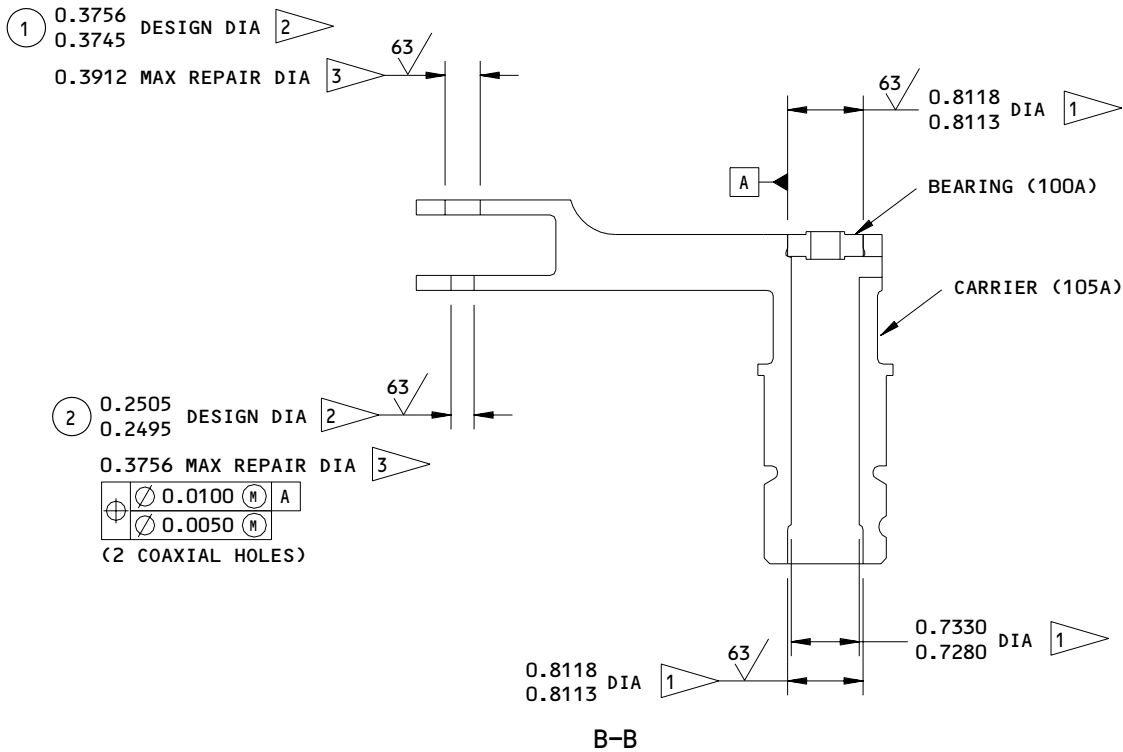 1 0.3756
0.3745 DESIGN DIA 2
0.3912 MAX REPAIR DIA 3
63
63
0.8118
0.8113 DIA 1
A
BEARING (100A)
CARRIER (105A)
63
2 0.2505
0.2495 DESIGN DIA 2
0.3756 MAX REPAIR DIA 3
⌖ ⌀ 0.0100 Ⓜ A
⌀ 0.0050 Ⓜ
(2 COAXIAL HOLES)
0.7330
0.7280 DIA 1
63
0.8118
0.8113 DIA 1
B-B